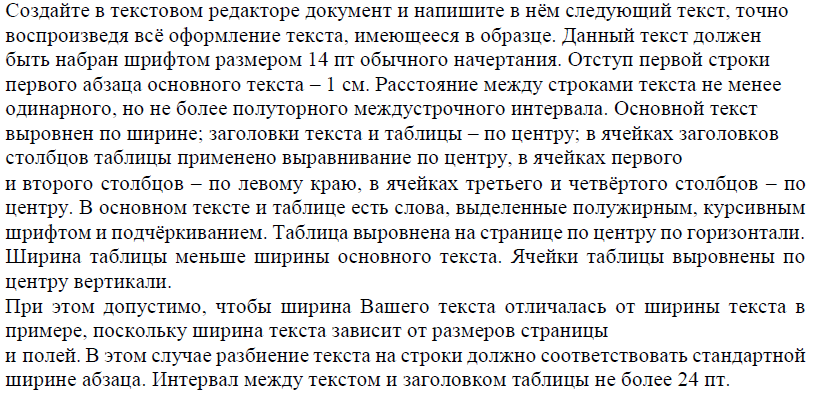 Создайте в текстовом редакторе документ и напишите в нём следующий текст, точно
воспроизведя всё оформление текста, имеющееся в образце. Данный текст должен
быть набран шрифтом размером 14 пт обычного начертания. Отступ первой строки
первого абзаца основного текста – 1 см. Расстояние между строками текста не менее
одинарного, но не более полуторного междустрочного интервала. Основной текст
выровнен по ширине; заголовки текста и таблицы – по центру; в ячейках заголовков
столбцов таблицы применено выравнивание по центру, в ячейках первого
и второго столбцов – по левому краю, в ячейках третьего и четвёртого столбцов – по
центру. В основном тексте и таблице есть слова, выделенные полужирным, курсивным
шрифтом и подчёркиванием. Таблица выровнена на странице по центру по горизонтали.
Ширина таблицы меньше ширины основного текста. Ячейки таблицы выровнены по
центру вертикали.
При этом допустимо, чтобы ширина Вашего текста отличалась от ширины текста в
примере, поскольку ширина текста зависит от размеров страницы
и полей. В этом случае разбиение текста на строки должно соответствовать стандартной
ширине абзаца. Интервал между текстом и заголовком таблицы не более 24 пт.